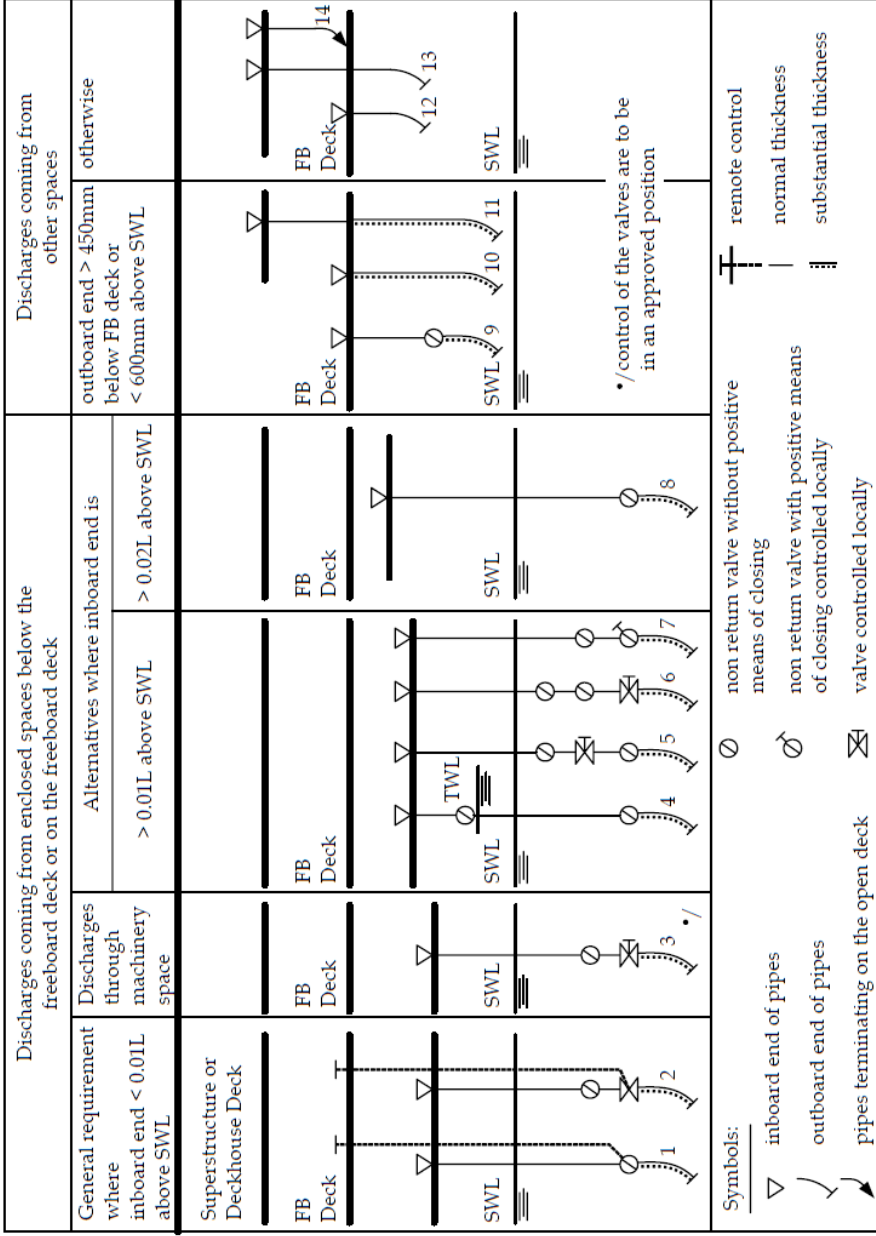 Discharges coming from enclosed spaces below the
freeboard deck or on the freeboard deck
Discharges coming from
other spaces
General requirement
where
inboard end < 0.01L
above SWL
Discharges
through
machinery
space
Alternatives where inboard end is
> 0.01L above SWL
> 0.02L above SWL
outboard end > 450mm
below FB deck or
< 600mm above SWL
otherwise
Superstructure or
Deckhouse Deck
FB
Deck
SWL
1
2
FB
Deck
SWL
3
•/
FB
Deck
TWL
SWL
4
5
6
7
FB
Deck
SWL
8
FB
Deck
SWL
9
10
11
FB
Deck
SWL
12
13
14
•/control of the valves are to be
in an approved position
Symbols:
inboard end of pipes
outboard end of pipes
pipes terminating on the open deck
non return valve without positive
means of closing
non return valve with positive means
of closing controlled locally
valve controlled locally
remote control
normal thickness
substantial thickness